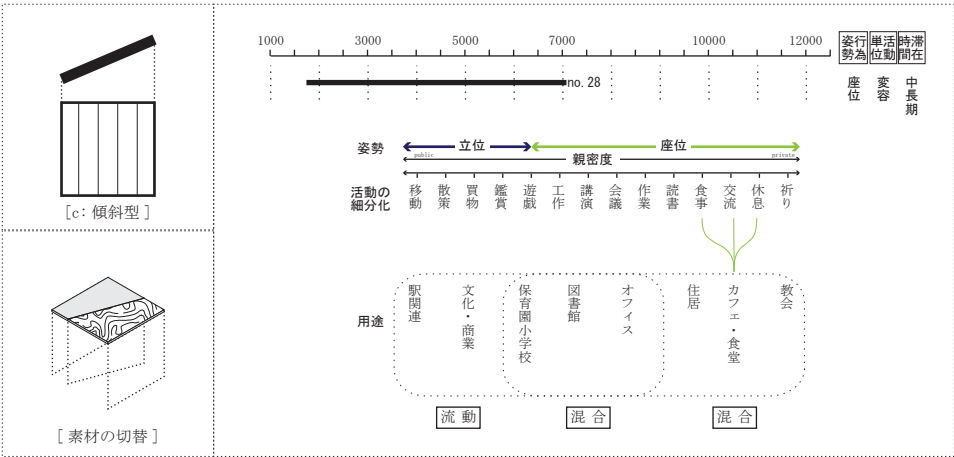 [c: 傾斜型 ]
[ 素材の切替 ]
1000 3000 5000 7000 10000 12000
no. 28
姿勢 行為
単位 活動
時間 滞在
座位
変容
中長期
姿勢
立位
座位
public
親密度
private
活動の
細分化
移動
散策
買物
鑑賞
遊戯
工作
講演
会議
作業
読書
食事
交流
休息
祈り
用途
駅関連
文化・商業
保育園小学校
図書館
オフィス
住居
カフェ・食堂
教会
流動
混合
混合